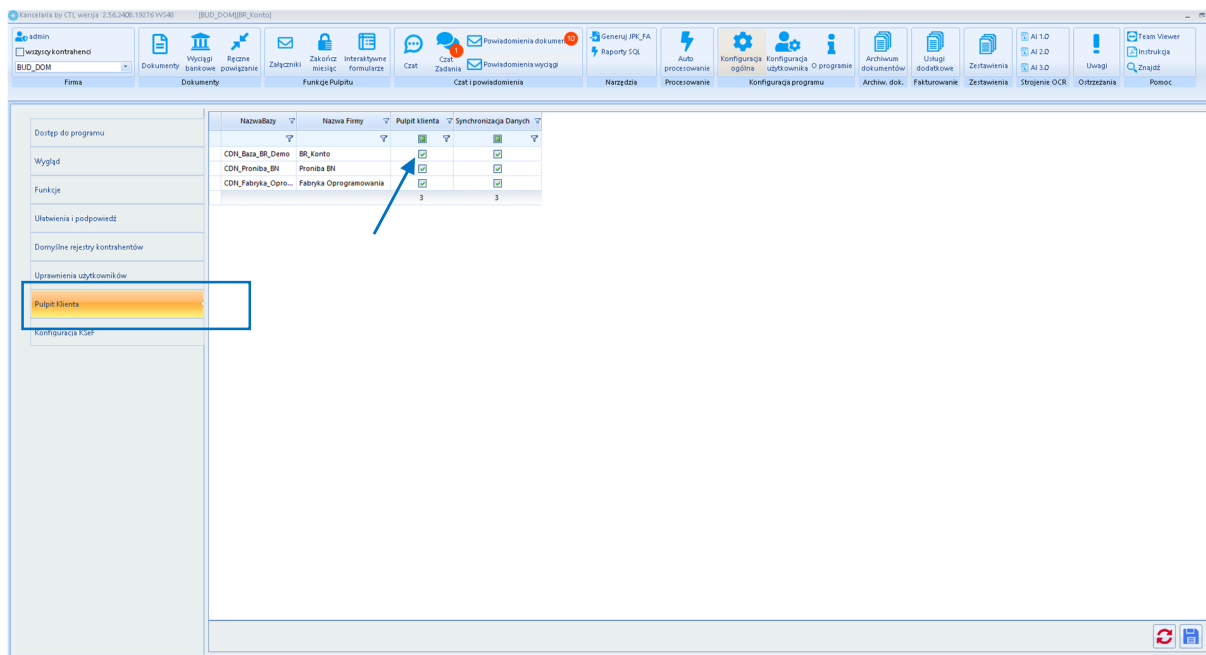 Kancelaria by CTI, wersja 2.56.2408.19276 WS48 [BUD_DOM][BR_Konto]
admin
wszyscy kontrahenci
BUD_DOM
Firma
Dokumenty
Wyciągi bankowe
Ręczne powiązanie
Dokumenty
Załączniki
Zakończ miesiąc
Interaktywne formularze
Funkcje Pulpitu
Czat
1
Czat Zadania
Powiadomienia dokumen
10
Powiadomienia wyciągi
Czat i powiadomienia
Generuj JPK_FA
Raporty SQL
Narzędzia
Auto procesowanie
Procesowanie
Konfiguracja ogólna
Konfiguracja użytkownika
O programie
Konfiguracja programu
Archiwum dokumentów
Archiw. dok.
Usługi dodatkowe
Fakturowanie
Zestawienia
Zestawienia
AI 1.0
AI 2.0
AI 3.0
Strojenie OCR
Uwagi
Ostrzeżania
Team Viewer
Instrukcja
Znajdź
Pomoc
Dostęp do programu
Wygląd
Funkcje
Ułatwienia i podpowiedź
Domyślne rejestry kontrahentów
Uprawnienia użytkowników
Pulpit Klienta
Konfiguracja KSeF
NazwaBazy Nazwa Firmy Pulpit klienta Synchronizacja Danych
CDN_Baza_BR_Demo BR_Konto
CDN_Proniba_BN Proniba BN
CDN_Fabryka_Opro... Fabryka Oprogramowania
3 3